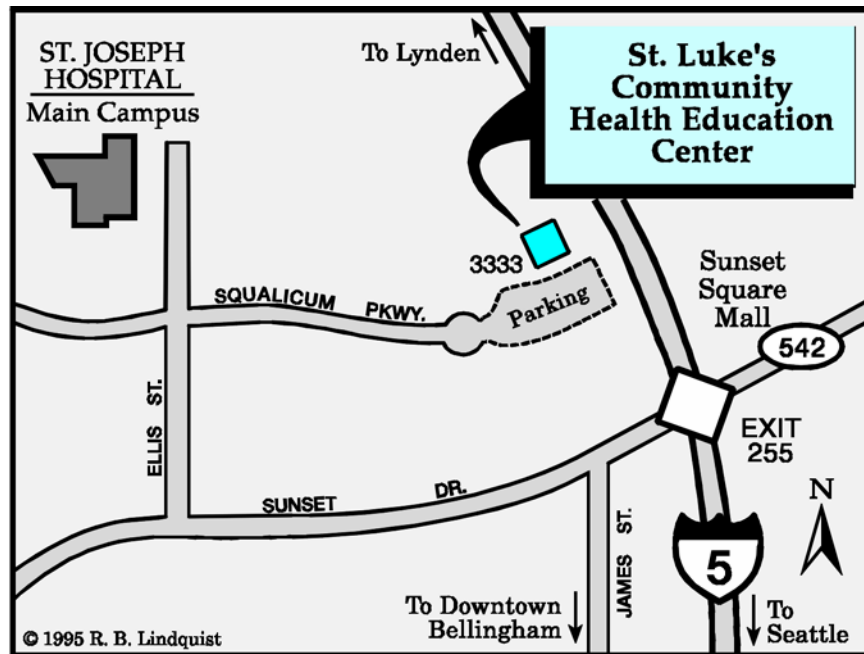 ST. JOSEPH
HOSPITAL
Main Campus
To Lynden
St. Luke's
Community
Health Education
Center
3333
Parking
SQUALICUM PKWY.
Sunset
Square
Mall
542
ELLIS ST.
EXIT
255
SUNSET DR.
JAMES ST.
N
5
To Downtown
Bellingham
To
Seattle
© 1995 R. B. Lindquist